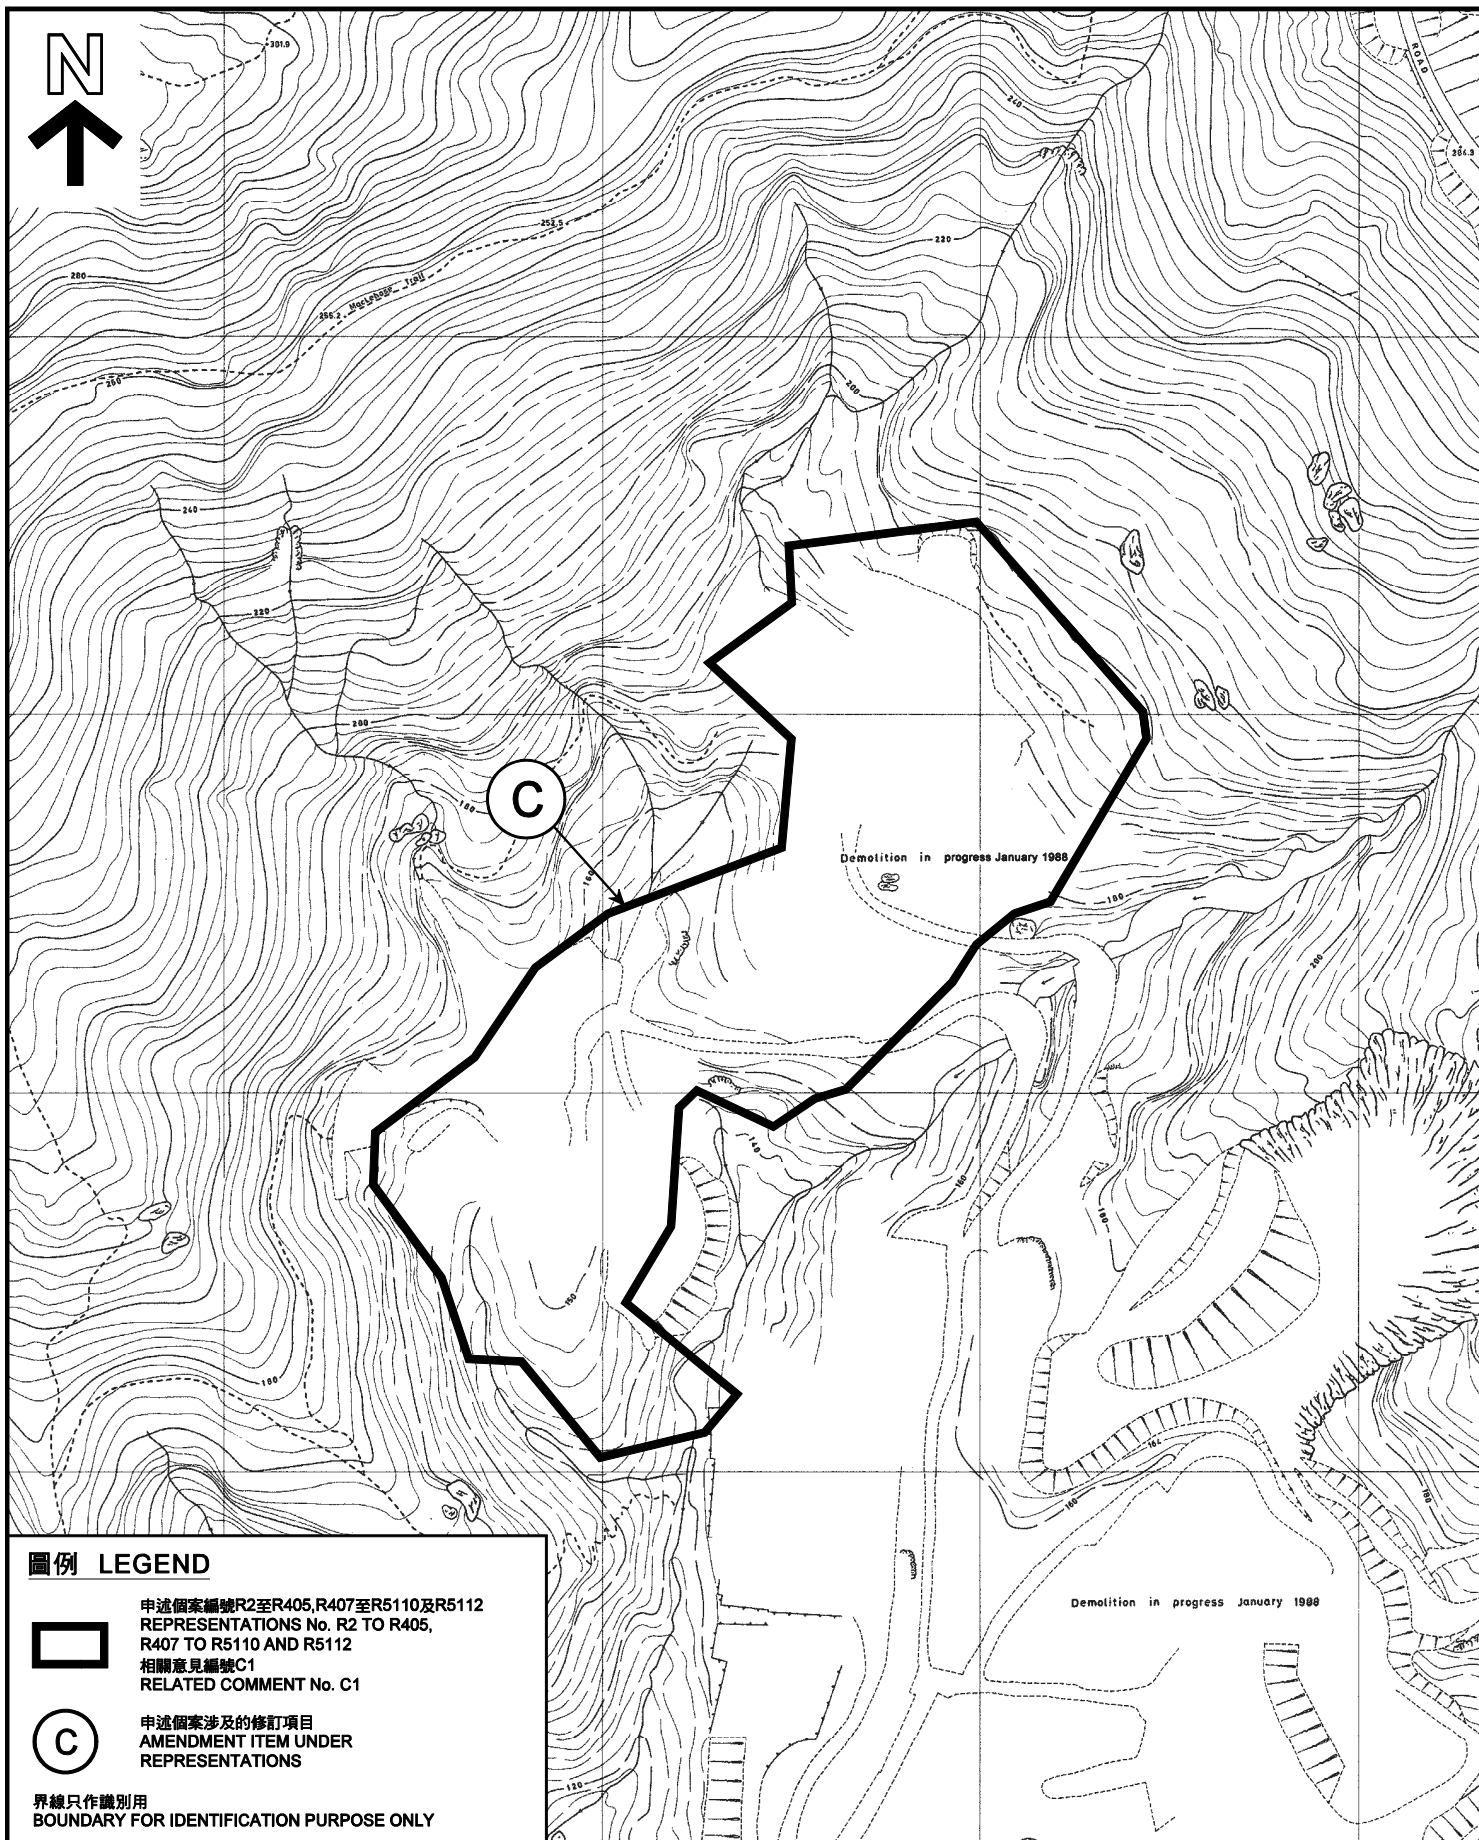 N
301.9
ROAD
264.3
240
252.5
220
280
MacLehose Trail
255.2
260
200
240
220
200
180
C
160
Demolition in progress January 1988
180
200
140
160
180
150
180
164
160
180
Demolition in progress January 1988
120
圖例 LEGEND
申述個案編號R2至R405,R407至R5110及R5112
REPRESENTATIONS No. R2 TO R405,
R407 TO R5110 AND R5112
相關意見編號C1
RELATED COMMENT No. C1
C
申述個案涉及的修訂項目
AMENDMENT ITEM UNDER
REPRESENTATIONS
界線只作識別用
BOUNDARY FOR IDENTIFICATION PURPOSE ONLY